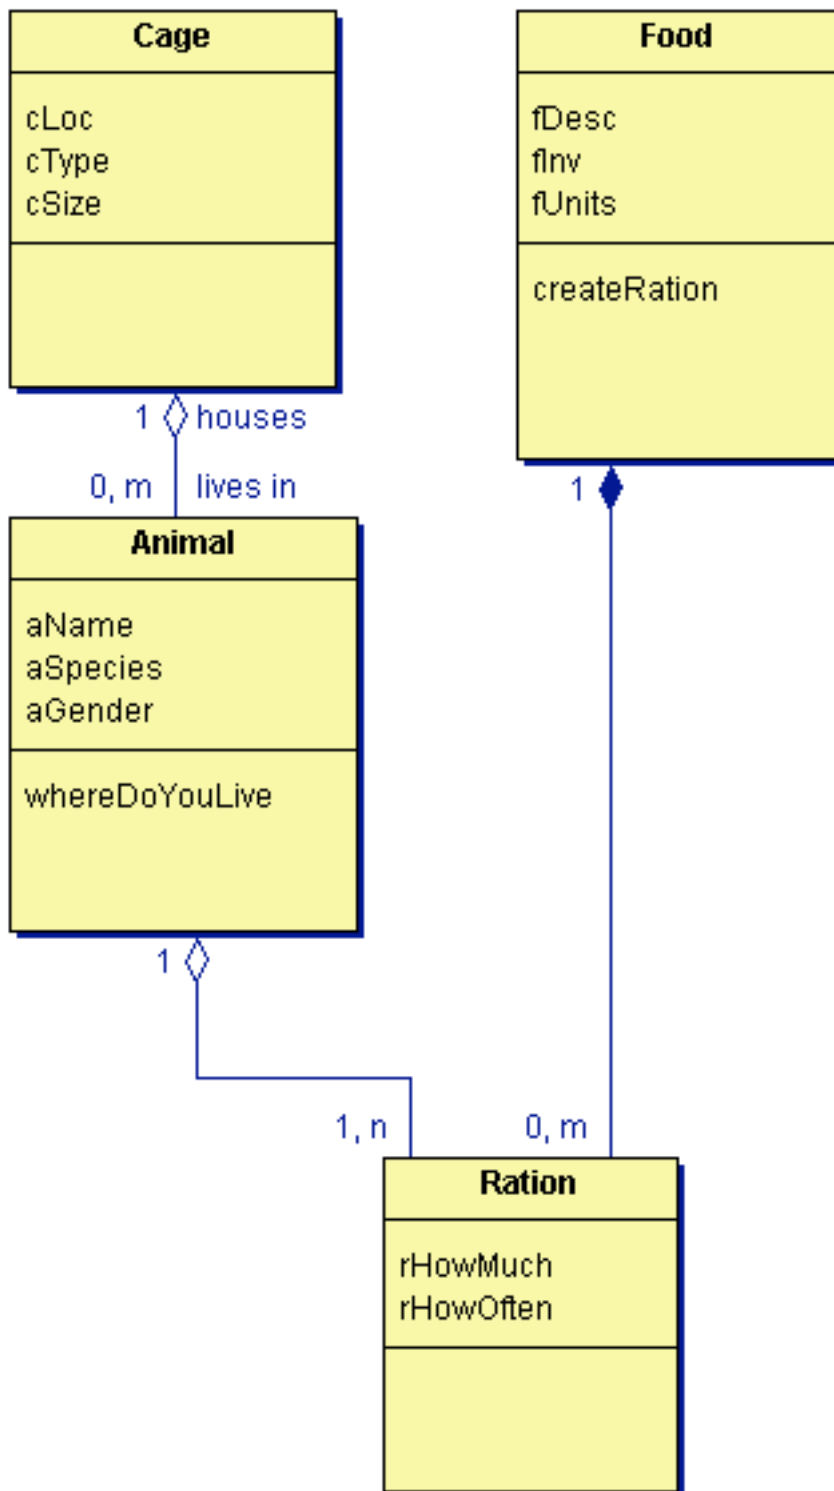 Cage
cLoc
cType
cSize
1 houses
0, m lives in
Food
fDesc
fInv
fUnits
createRation
1
Animal
aName
aSpecies
aGender
whereDoYouLive
1
1, n
0, m
Ration
rHowMuch
rHowOften